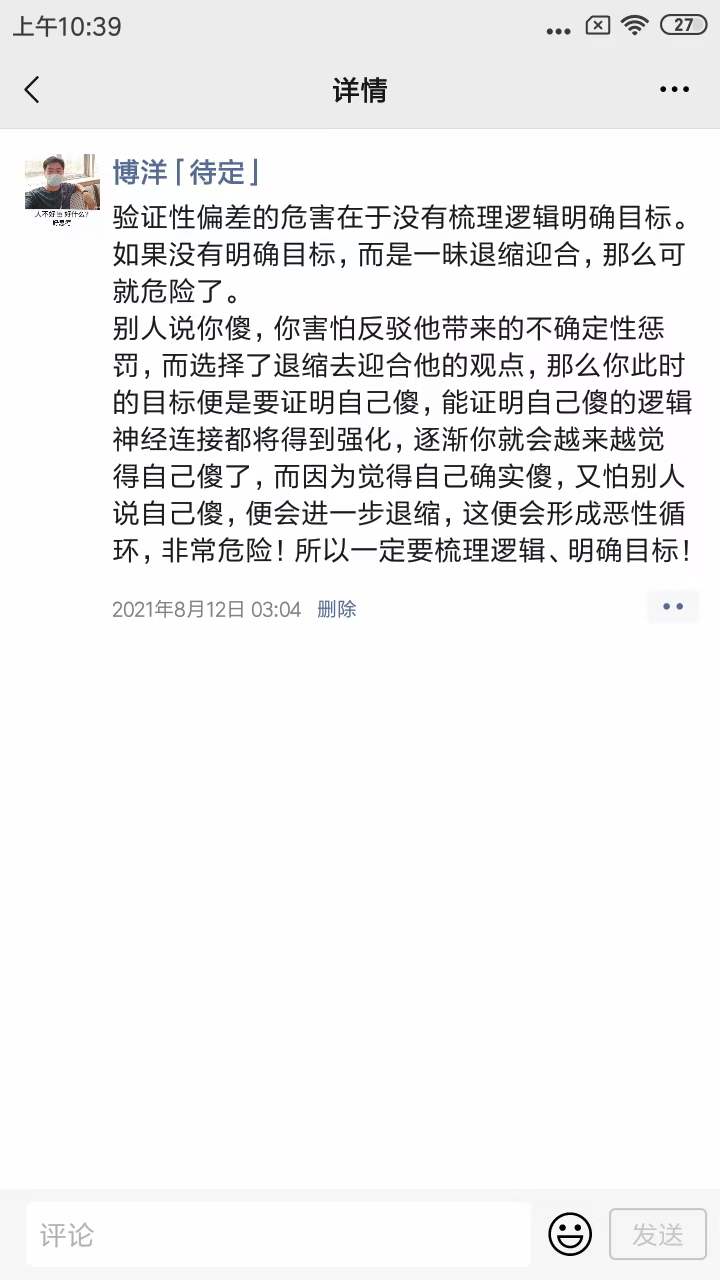 上午10:39
27
详情
博洋「待定」
验证性偏差的危害在于没有梳理逻辑明确目标。
如果没有明确目标，而是一昧退缩迎合，那么可
就危险了。
别人说你傻，你害怕反驳他带来的不确定性惩
罚，而选择了退缩去迎合他的观点，那么你此时
的目标便是要证明自己傻，能证明自己傻的逻辑
神经连接都将得到强化，逐渐你就会越来越觉
得自己傻了，而因为觉得自己确实傻，又怕别人
说自己傻，便会进一步退缩，这便会形成恶性循
环，非常危险！所以一定要梳理逻辑、明确目标！
2021年8月12日 03:04 删除
评论
发送